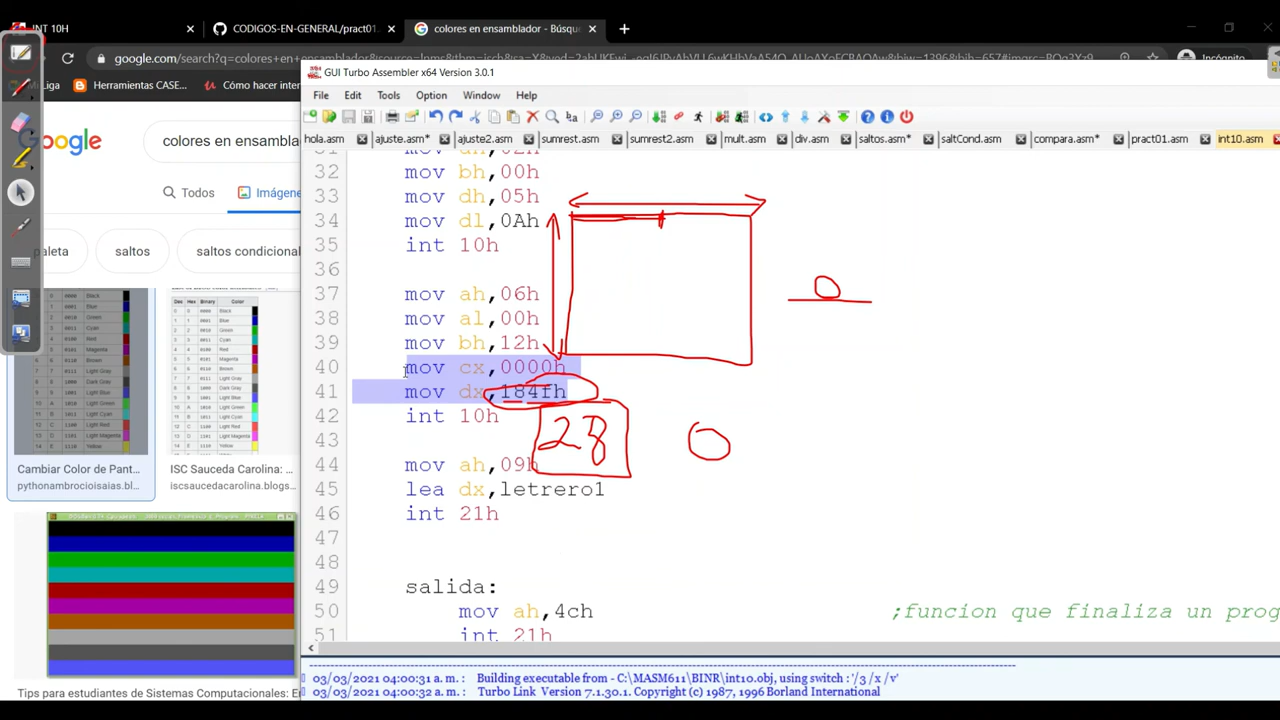 INT 10H
CODIGOS-EN-GENERAL/pract01.
colores en ensamblador - Búsqu
Incógnito
Mi Liga
Herramientas CASE...
Cómo hacer inter
Google
colores en ensambla
Todos
Imágene
paleta
saltos
saltos condicional
Cambiar Color de Pant...
pythonambrocioisaias.bl...
ISC Sauceda Carolina: ...
iscsaucedacarolina.blogs...
Tips para estudiantes de Sistemas Computacionales: En
GUI Turbo Assembler x64 Version 3.0.1
File Edit Tools Option Window Help
hola.asm ajuste.asm* ajuste2.asm sumrest.asm sumrest2.asm mult.asm div.asm saltos.asm* saltCond.asm compara.asm* pract01.asm int10.asm
32 mov bh,00h
33 mov dh,05h
34 mov dl,0Ah
35 int 10h
36
37 mov ah,06h
38 mov al,00h
39 mov bh,12h
40 mov cx,0000h
41 mov dx,184fh
42 int 10h
43
44 mov ah,09h
45 lea dx,letrero1
46 int 21h
47
48
49 salida:
50 mov ah,4ch ;funcion que finaliza un prog
51 int 21h
0
28
0
03/03/2021 04:00:31 a. m. : Building executable from - C:\MASM611\BINR\int10.obj, using switch : '/3 /x /v'
03/03/2021 04:00:32 a. m. : Turbo Link Version 7.1.30.1. Copyright (c) 1987, 1996 Borland International